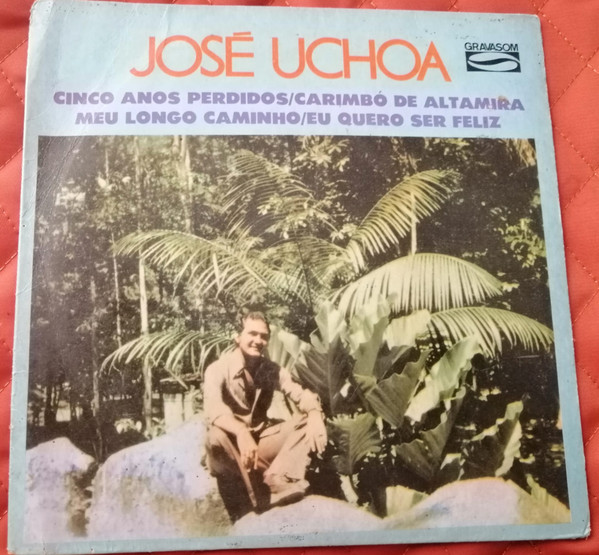 JOSÉ UCHOA
GRAVASOM
CINCO ANOS PERDIDOS/CARIMBÓ DE ALTAMIRA
MEU LONGO CAMINHO/EU QUERO SER FELIZ